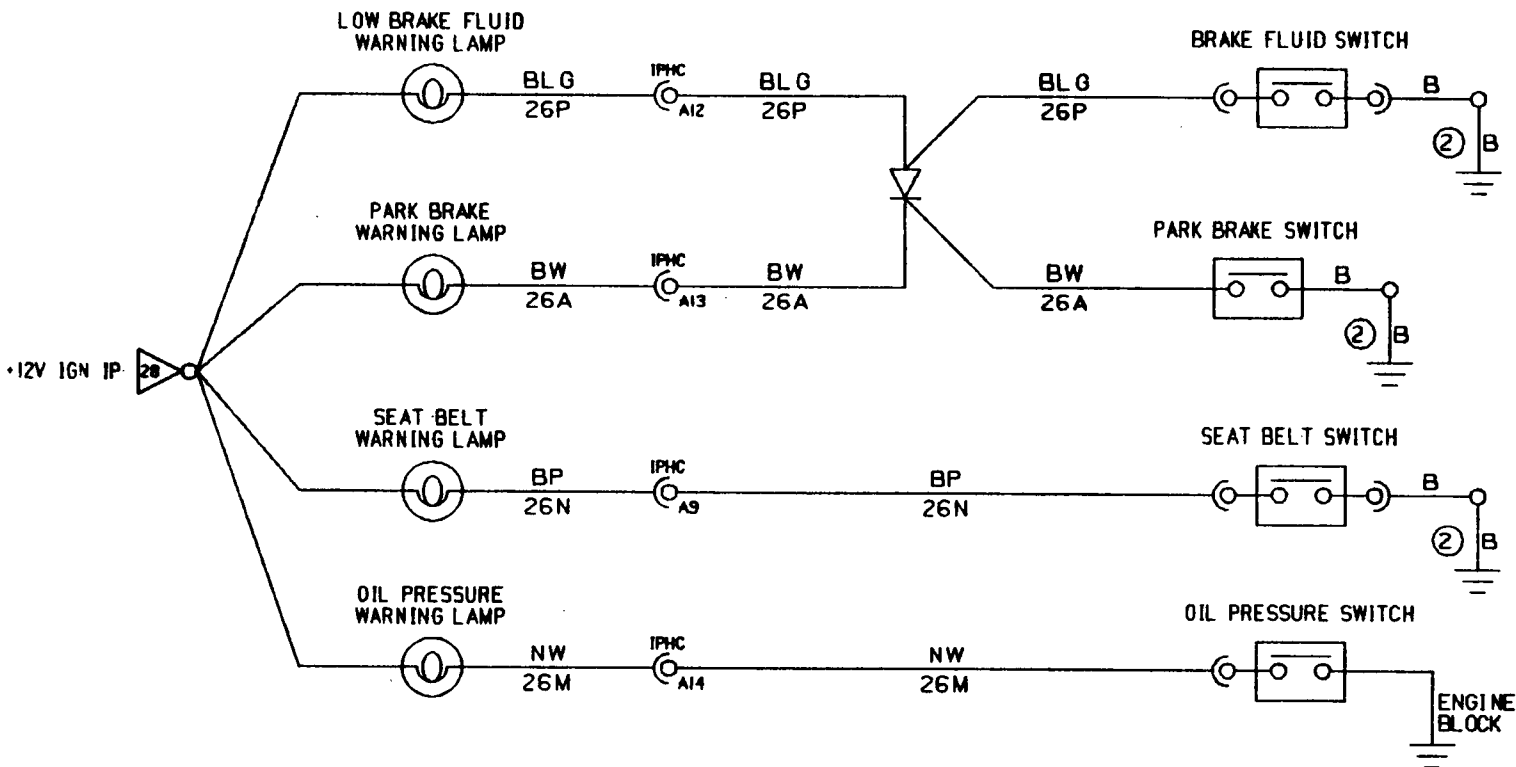 LOW BRAKE FLUID
WARNING LAMP
BLG
26P
IPHC
A12
BLG
26P
BLG
26P
BRAKE FLUID SWITCH
B
2
B
PARK BRAKE
WARNING LAMP
BW
26A
IPHC
A13
BW
26A
BW
26A
PARK BRAKE SWITCH
B
2
B
+12V IGN IP
28
SEAT BELT
WARNING LAMP
BP
26N
IPHC
A9
BP
26N
SEAT BELT SWITCH
B
2
B
OIL PRESSURE
WARNING LAMP
NW
26M
IPHC
A14
NW
26M
OIL PRESSURE SWITCH
ENGINE
BLOCK